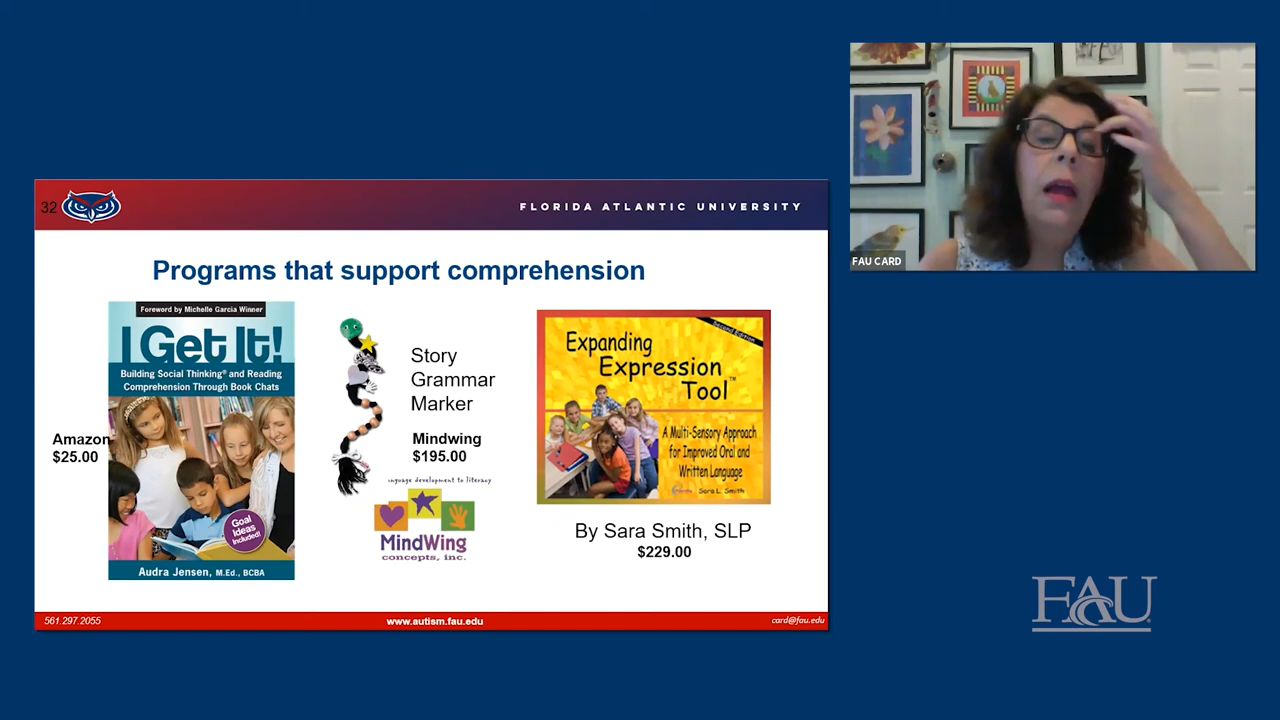 32
FLORIDA ATLANTIC UNIVERSITY
Programs that support comprehension
Foreword by Michelle Garcia Winner
I Get It!
Building Social Thinking® and Reading
Comprehension Through Book Chats
Goal
Ideas
Included!
Audra Jensen, M.Ed., BCBA
Amazon
$25.00
Story
Grammar
Marker
Mindwing
$195.00
nguage development to literacy
MindWing
concepts, inc.
Second Edition
Expanding
Expression
Tool™
A Multi-Sensory Approach
for Improved Oral and
Written Language
Sara L. Smith
By Sara Smith, SLP
$229.00
561.297.2055
www.autism.fau.edu
card@fau.edu
FAU CARD
FAU